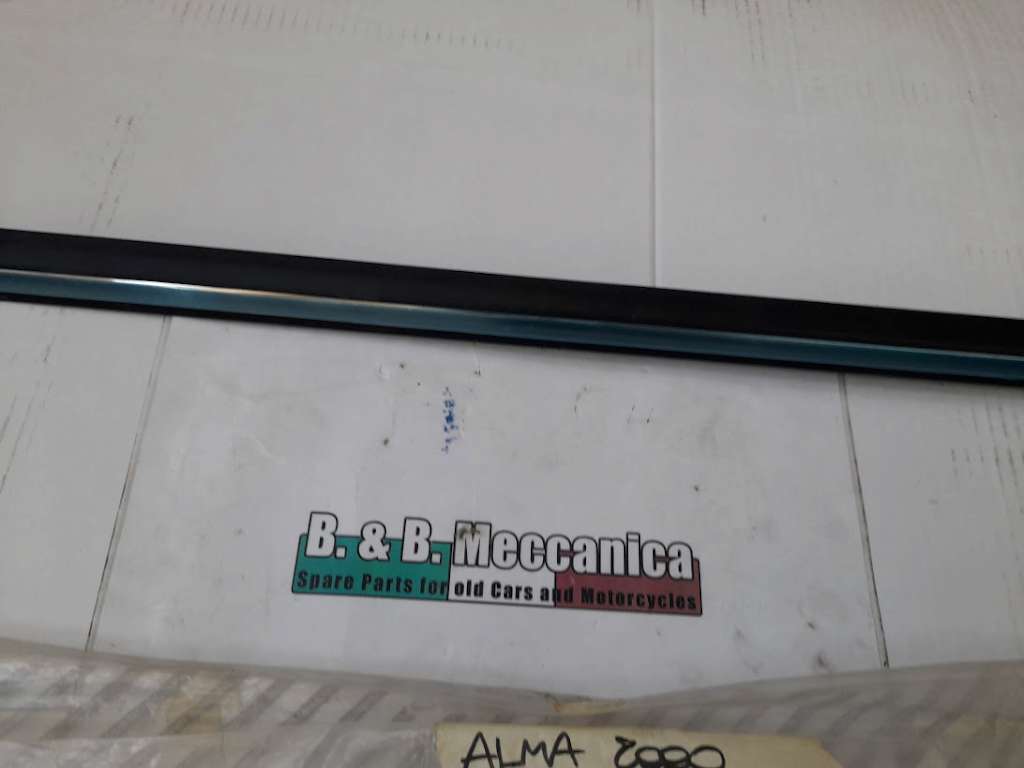 B. & B. Meccanica
Spare Parts for old Cars and Motorcycles
ALMA 2000